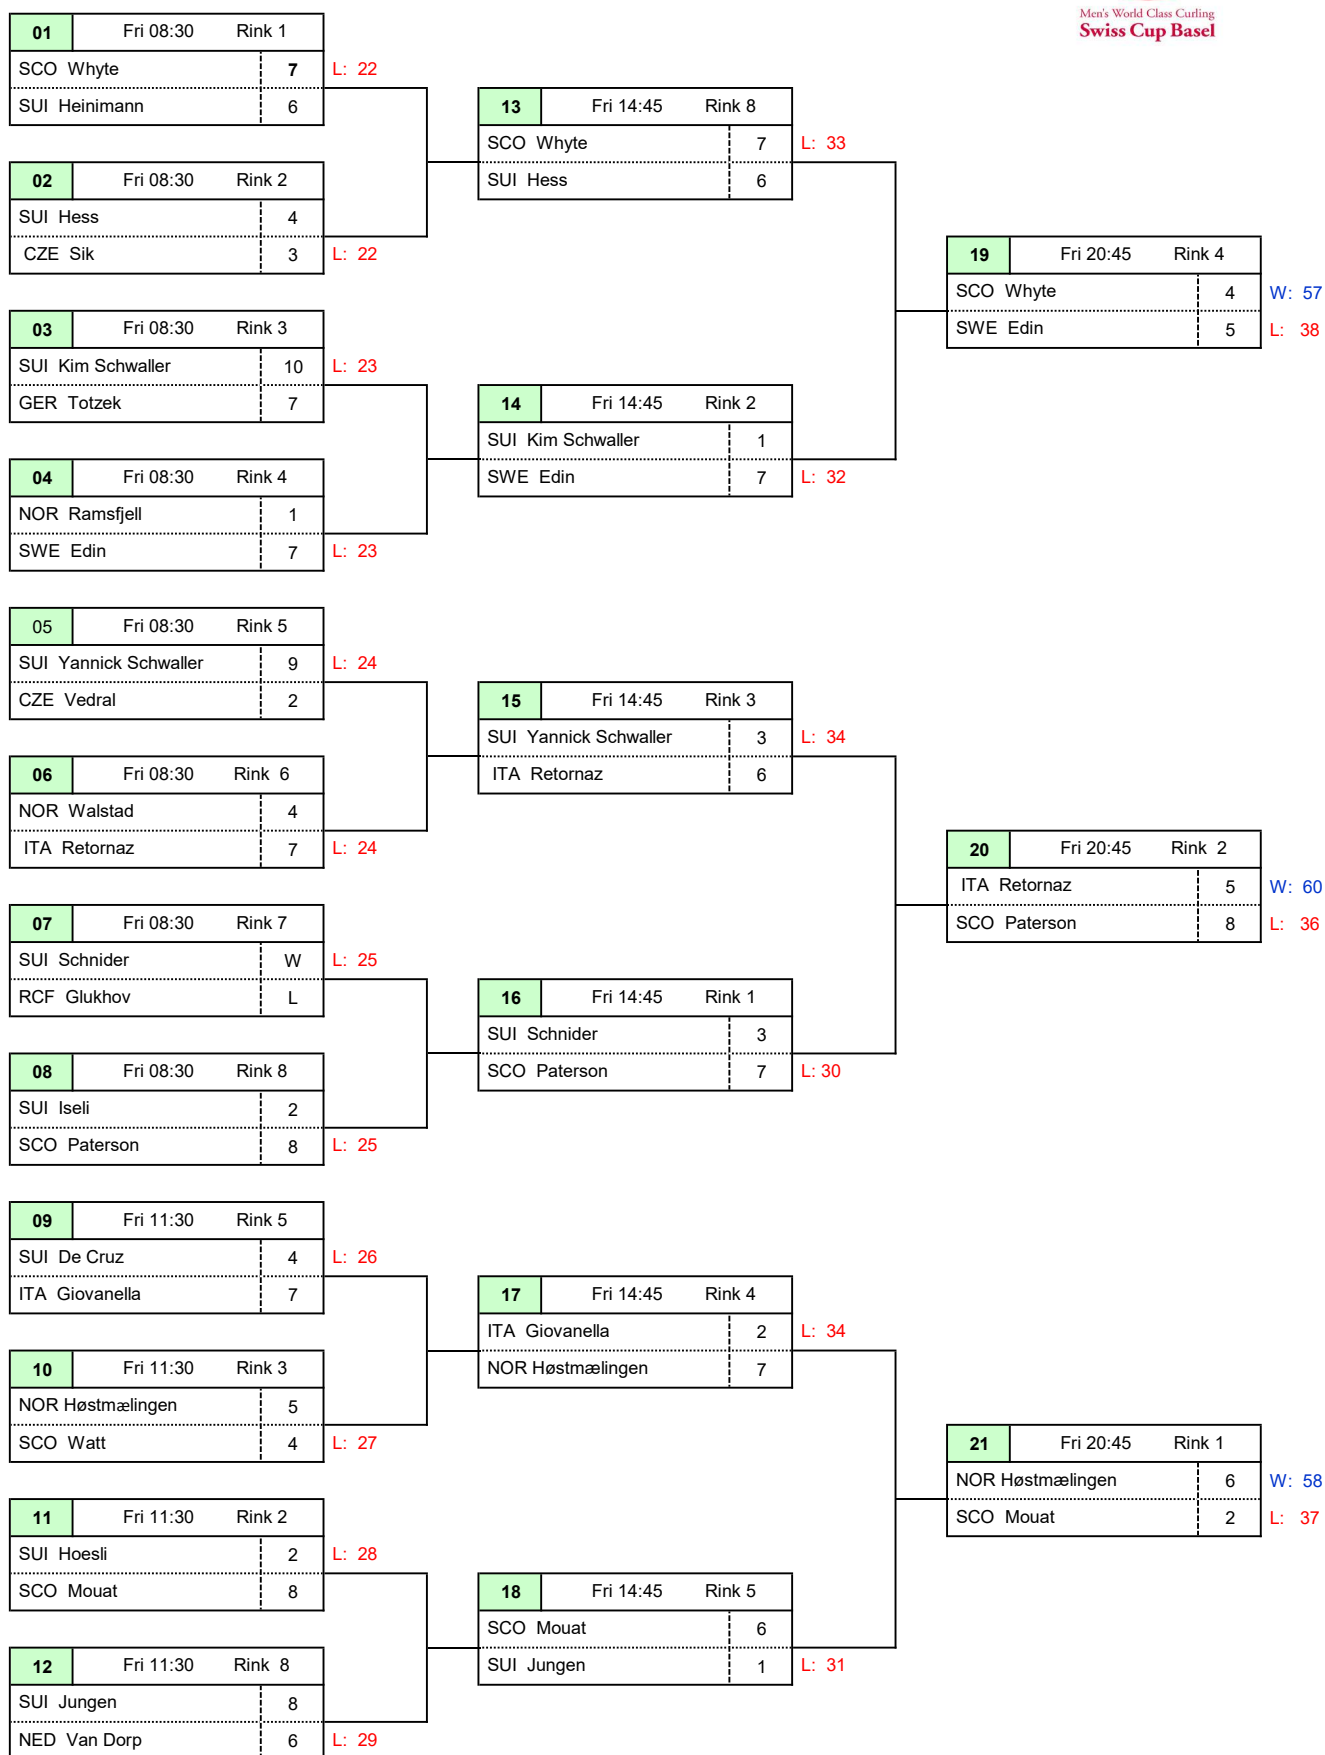 Men's World Class Curling
Swiss Cup Basel
01 Fri 08:30 Rink 1
SCO Whyte 7 L: 22
SUI Heinimann 6
02 Fri 08:30 Rink 2
SUI Hess 4
CZE Sik 3 L: 22
03 Fri 08:30 Rink 3
SUI Kim Schwaller 10 L: 23
GER Totzek 7
04 Fri 08:30 Rink 4
NOR Ramsfjell 1
SWE Edin 7 L: 23
05 Fri 08:30 Rink 5
SUI Yannick Schwaller 9 L: 24
CZE Vedral 2
06 Fri 08:30 Rink 6
NOR Walstad 4
ITA Retornaz 7 L: 24
07 Fri 08:30 Rink 7
SUI Schnider W L: 25
RCF Glukhov L
08 Fri 08:30 Rink 8
SUI Iseli 2
SCO Paterson 8 L: 25
09 Fri 11:30 Rink 5
SUI De Cruz 4 L: 26
ITA Giovanella 7
10 Fri 11:30 Rink 3
NOR Høstmælingen 5
SCO Watt 4 L: 27
11 Fri 11:30 Rink 2
SUI Hoesli 2 L: 28
SCO Mouat 8
12 Fri 11:30 Rink 8
SUI Jungen 8
NED Van Dorp 6 L: 29
13 Fri 14:45 Rink 8
SCO Whyte 7 L: 33
SUI Hess 6
14 Fri 14:45 Rink 2
SUI Kim Schwaller 1
SWE Edin 7 L: 32
15 Fri 14:45 Rink 3
SUI Yannick Schwaller 3 L: 34
ITA Retornaz 6
16 Fri 14:45 Rink 1
SUI Schnider 3
SCO Paterson 7 L: 30
17 Fri 14:45 Rink 4
ITA Giovanella 2 L: 34
NOR Høstmælingen 7
18 Fri 14:45 Rink 5
SCO Mouat 6
SUI Jungen 1 L: 31
19 Fri 20:45 Rink 4
SCO Whyte 4 W: 57
SWE Edin 5 L: 38
20 Fri 20:45 Rink 2
ITA Retornaz 5 W: 60
SCO Paterson 8 L: 36
21 Fri 20:45 Rink 1
NOR Høstmælingen 6 W: 58
SCO Mouat 2 L: 37